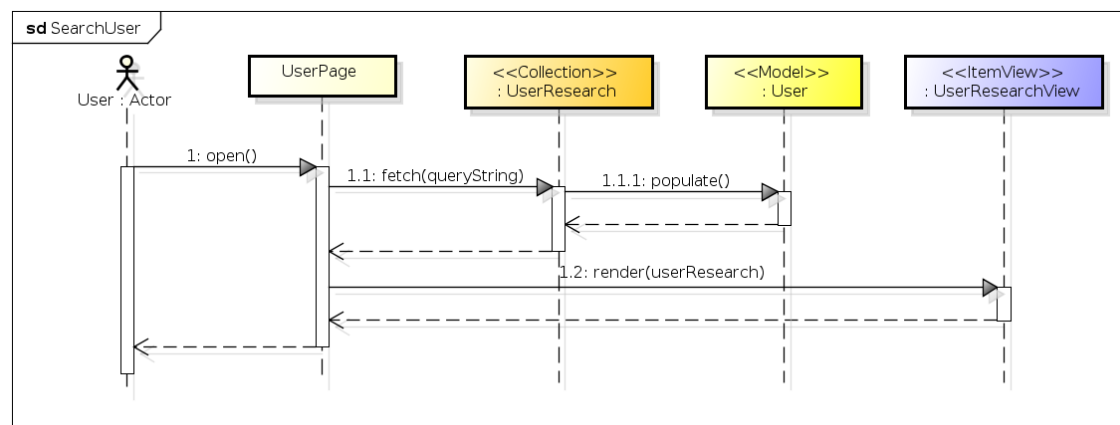 sd SearchUser
User : Actor
UserPage
<<Collection>>
: UserResearch
<<Model>>
: User
<<ItemView>>
: UserResearchView
1: open()
1.1: fetch(queryString)
1.1.1: populate()
1.2: render(userResearch)